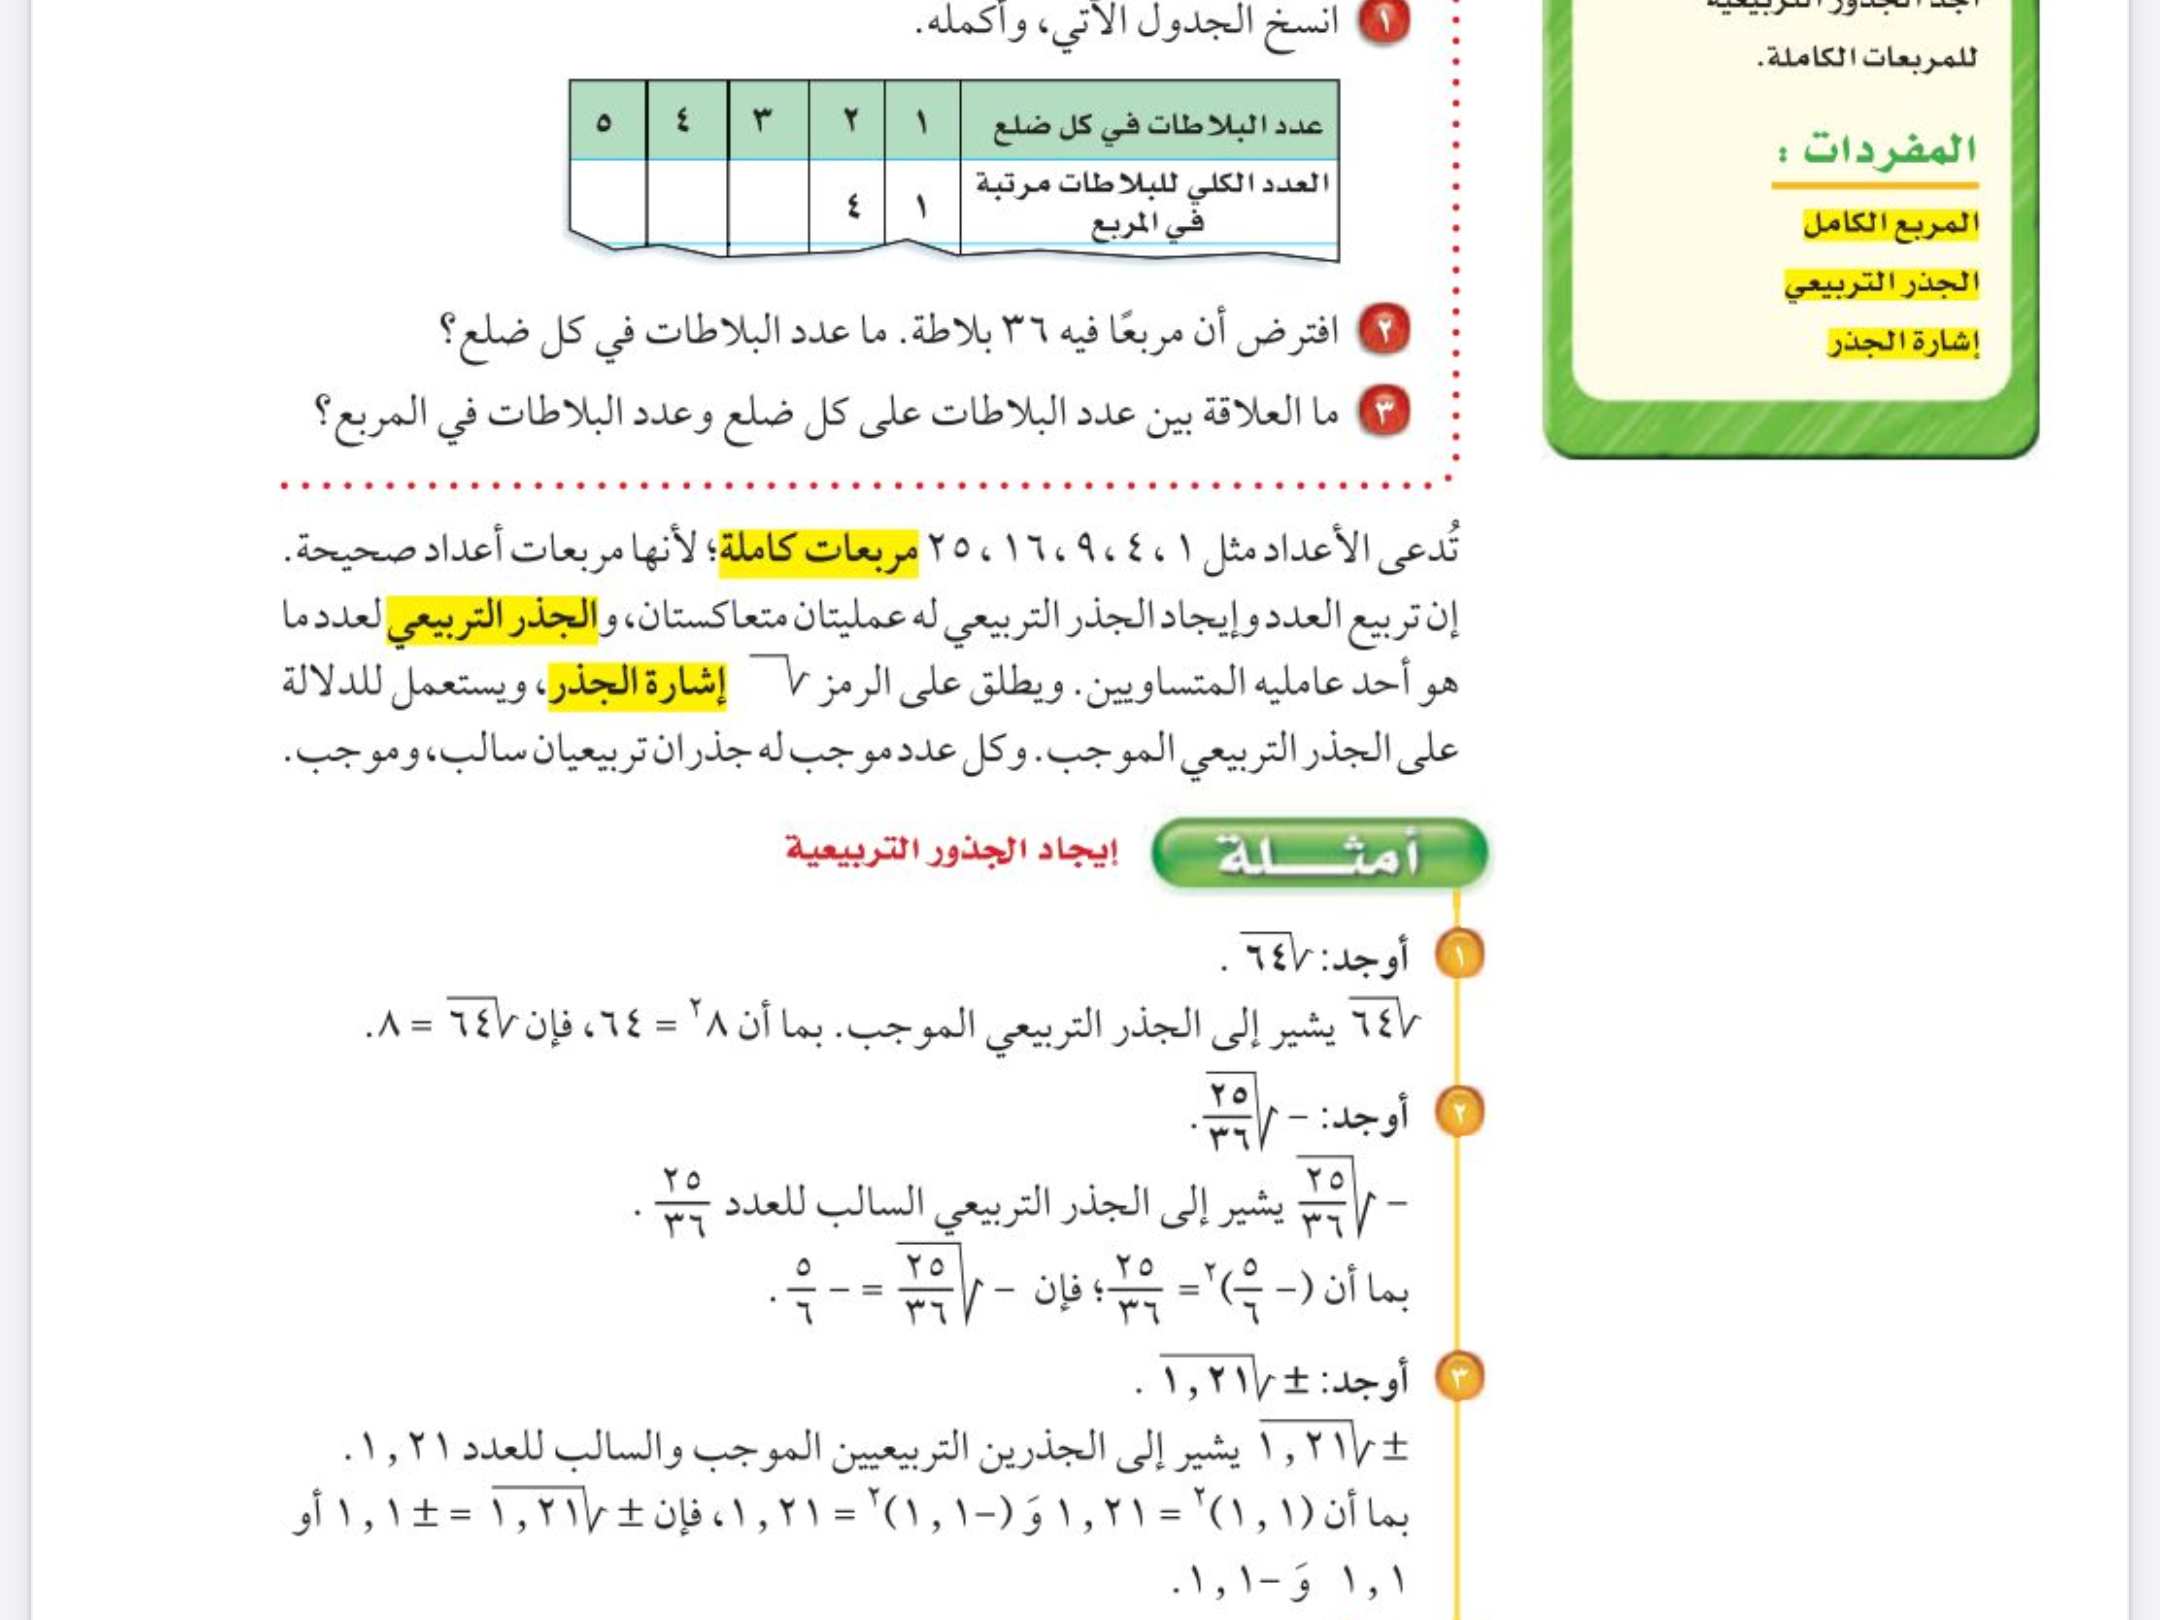 ١ انسخ الجدول الآتي، وأكمله.
عدد البلاطات في كل ضلع ١ ٢ ٣ ٤ ٥
العدد الكلي للبلاطات مرتبة في المربع ١ ٤
٢ افترض أن مربعًا فيه ٣٦ بلاطة. ما عدد البلاطات في كل ضلع؟
٣ ما العلاقة بين عدد البلاطات على كل ضلع وعدد البلاطات في المربع؟
للمربعات الكاملة.
المفردات :
المربع الكامل
الجذر التربيعي
إشارة الجذر
تُدعى الأعداد مثل ١، ٤، ٩، ١٦، ٢٥ مربعات كاملة؛ لأنها مربعات أعداد صحيحة.
إن تربيع العدد وإيجاد الجذر التربيعي له عمليتان متعاكستان، والجذر التربيعي لعدد ما
هو أحد عامليه المتساويين. ويطلق على الرمز √ إشارة الجذر، ويستعمل للدلالة
على الجذر التربيعي الموجب. وكل عدد موجب له جذران تربيعيان سالب، وموجب.
أمثـــلة إيجاد الجذور التربيعية
١ أوجد: √٦٤ .
√٦٤ يشير إلى الجذر التربيعي الموجب. بما أن ٨² = ٦٤، فإن √٦٤ = ٨.
٢ أوجد: − √(٢٥/٣٦).
− √(٢٥/٣٦) يشير إلى الجذر التربيعي السالب للعدد ٢٥/٣٦ .
بما أن (− ٥/٦)² = ٢٥/٣٦؛ فإن − √(٢٥/٣٦) = − ٥/٦ .
٣ أوجد: ± √١,٢١ .
± √١,٢١ يشير إلى الجذرين التربيعيين الموجب والسالب للعدد ١,٢١.
بما أن (١,١)² = ١,٢١ وَ (−١,١)² = ١,٢١، فإن ± √١,٢١ = ± ١,١ أو
١,١ وَ −١,١.